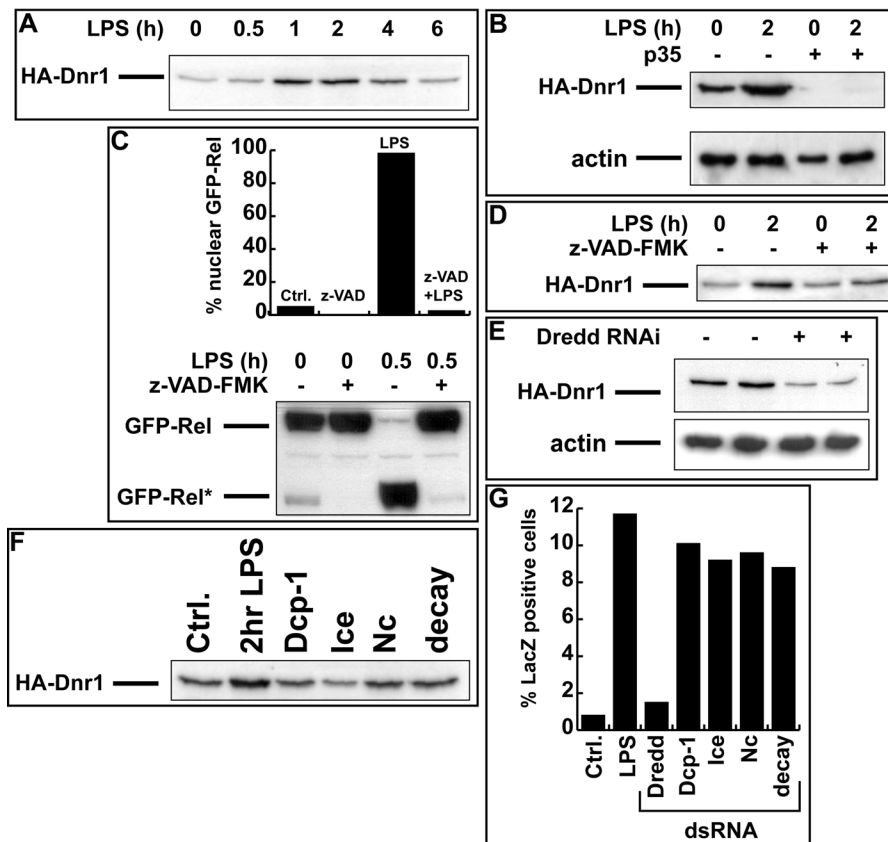 A
LPS (h) 0 0.5 1 2 4 6
HA-Dnr1
B
LPS (h) 0 2 0 2
p35 - - + +
HA-Dnr1
actin
C
% nuclear GFP-Rel
100
80
60
40
20
0
Ctrl.
z-VAD
LPS
z-VAD
+LPS
LPS (h) 0 0 0.5 0.5
z-VAD-FMK - + - +
GFP-Rel
GFP-Rel*
D
LPS (h) 0 2 0 2
z-VAD-FMK - - + +
HA-Dnr1
E
Dredd RNAi - - + +
HA-Dnr1
actin
F
Ctrl. 2hr LPS Dcp-1 Ice Nc decay
HA-Dnr1
G
% LacZ positive cells
12
10
8
6
4
2
0
Ctrl. LPS Dredd Dcp-1 Ice Nc decay
dsRNA